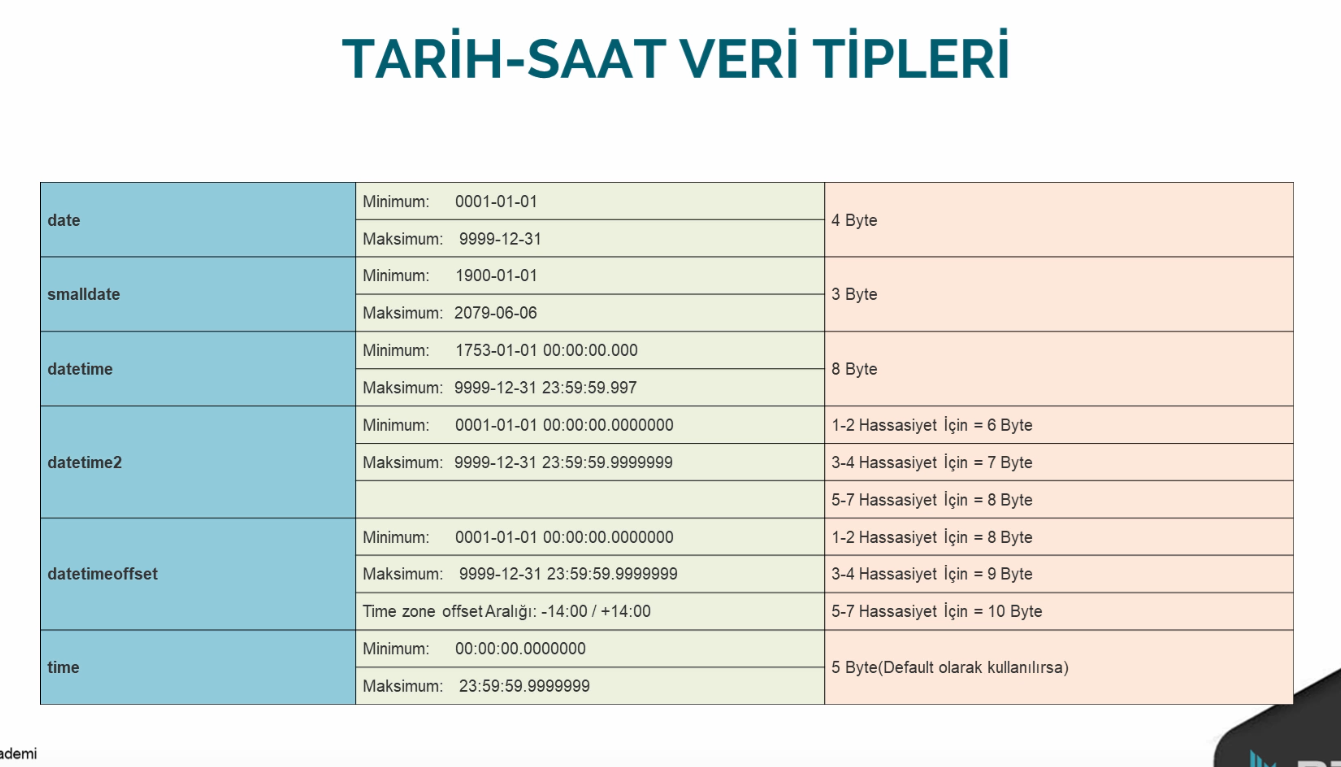 TARİH-SAAT VERİ TİPLERİ
date
Minimum: 0001-01-01
Maksimum: 9999-12-31
4 Byte
smalldate
Minimum: 1900-01-01
Maksimum: 2079-06-06
3 Byte
datetime
Minimum: 1753-01-01 00:00:00.000
Maksimum: 9999-12-31 23:59:59.997
8 Byte
datetime2
Minimum: 0001-01-01 00:00:00.0000000
1-2 Hassasiyet İçin = 6 Byte
Maksimum: 9999-12-31 23:59:59.9999999
3-4 Hassasiyet İçin = 7 Byte
5-7 Hassasiyet İçin = 8 Byte
datetimeoffset
Minimum: 0001-01-01 00:00:00.0000000
1-2 Hassasiyet İçin = 8 Byte
Maksimum: 9999-12-31 23:59:59.9999999
3-4 Hassasiyet İçin = 9 Byte
Time zone offset Aralığı: -14:00 / +14:00
5-7 Hassasiyet İçin = 10 Byte
time
Minimum: 00:00:00.0000000
Maksimum: 23:59:59.9999999
5 Byte(Default olarak kullanılırsa)
ademi